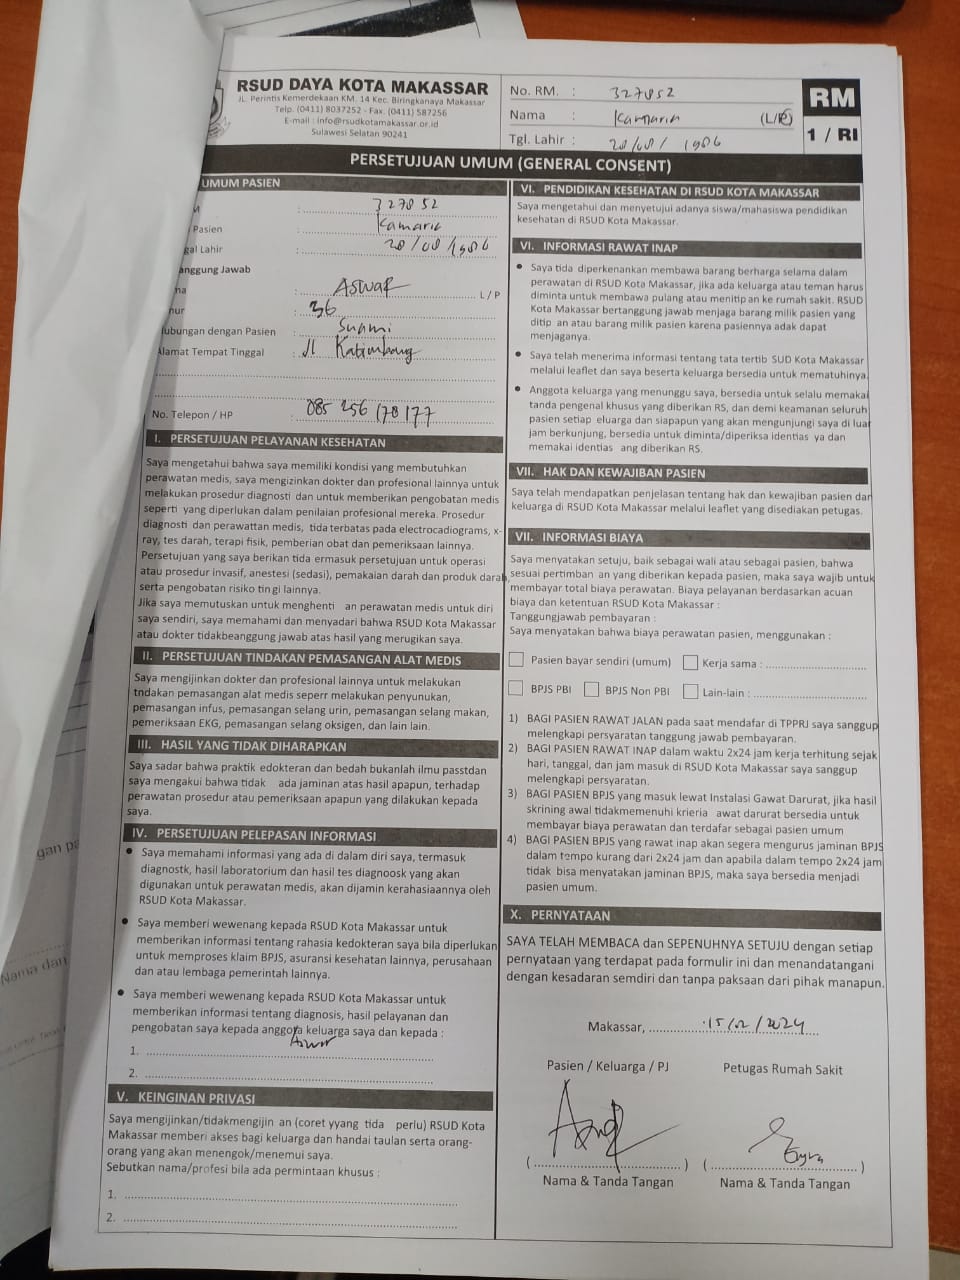 RSUD DAYA KOTA MAKASSAR
JL. Perintis Kemerdekaan KM. 14 Kec. Biringkanaya Makassar
Telp. (0411) 8037252 - Fax. (0411) 587256
E-mail : info@rsudkotamakassar.or.id
Sulawesi Selatan 90241
No. RM. : 327852
Nama : Kamaria (L/P)
Tgl. Lahir : 20/08/1986
RM
1 / RI
PERSETUJUAN UMUM (GENERAL CONSENT)
UMUM PASIEN
: 327852
Pasien : Kamaria
gal Lahir : 20/08/1986
anggung Jawab
ma : ASWAR L/P
mur : 36
ubungan dengan Pasien : Suami
Alamat Tempat Tinggal : Jl Katimbang
No. Telepon / HP : 085 256 178 177
I. PERSETUJUAN PELAYANAN KESEHATAN
Saya mengetahui bahwa saya memiliki kondisi yang membutuhkan
perawatan medis, saya mengizinkan dokter dan profesional lainnya untuk
melakukan prosedur diagnosti dan untuk memberikan pengobatan medis
seperti yang diperlukan dalam penilaian profesional mereka. Prosedur
diagnosti dan perawattan medis, tida terbatas pada electrocadiograms, x-
ray, tes darah, terapi fisik, pemberian obat dan pemeriksaan lainnya.
Persetujuan yang saya berikan tida ermasuk persetujuan untuk operasi
atau prosedur invasif, anestesi (sedasi), pemakaian darah dan produk darah,
serta pengobatan risiko tin gi lainnya.
Jika saya memutuskan untuk menghenti an perawatan medis untuk diri
saya sendiri, saya memahami dan menyadari bahwa RSUD Kota Makassar
atau dokter tidakbeanggung jawab atas hasil yang merugikan saya.
II. PERSETUJUAN TINDAKAN PEMASANGAN ALAT MEDIS
Saya mengijinkan dokter dan profesional lainnya untuk melakukan
tndakan pemasangan alat medis seperr melakukan penyunukan,
pemasangan infus, pemasangan selang urin, pemasangan selang makan,
pemeriksaan EKG, pemasangan selang oksigen, dan lain lain.
III. HASIL YANG TIDAK DIHARAPKAN
Saya sadar bahwa praktik edokteran dan bedah bukanlah ilmu passtdan
saya mengakui bahwa tidak ada jaminan atas hasil apapun, terhadap
perawatan prosedur atau pemeriksaan apapun yang dilakukan kepada
saya.
IV. PERSETUJUAN PELEPASAN INFORMASI
• Saya memahami informasi yang ada di dalam diri saya, termasuk
diagnostk, hasil laboratorium dan hasil tes diagnoosk yang akan
digunakan untuk perawatan medis, akan dijamin kerahasiaannya oleh
RSUD Kota Makassar.
• Saya memberi wewenang kepada RSUD Kota Makassar untuk
memberikan informasi tentang rahasia kedokteran saya bila diperlukan
untuk memproses klaim BPJS, asuransi kesehatan lainnya, perusahaan
dan atau lembaga pemerintah lainnya.
• Saya memberi wewenang kepada RSUD Kota Makassar untuk
memberikan informasi tentang diagnosis, hasil pelayanan dan
pengobatan saya kepada anggota keluarga saya dan kepada :
1. Aswar
2.
V. KEINGINAN PRIVASI
Saya mengijinkan/tidakmengijin an (coret yyang tida perlu) RSUD Kota
Makassar memberi akses bagi keluarga dan handai taulan serta orang-
orang yang akan menengok/menemui saya.
Sebutkan nama/profesi bila ada permintaan khusus :
1.
2.
VI. PENDIDIKAN KESEHATAN DI RSUD KOTA MAKASSAR
Saya mengetahui dan menyetujui adanya siswa/mahasiswa pendidikan
kesehatan di RSUD Kota Makassar.
VI. INFORMASI RAWAT INAP
• Saya tida diperkenankan membawa barang berharga selama dalam
perawatan di RSUD Kota Makassar, jika ada keluarga atau teman harus
diminta untuk membawa pulang atau menitip an ke rumah sakit. RSUD
Kota Makassar bertanggung jawab menjaga barang milik pasien yang
ditip an atau barang milik pasien karena pasiennya adak dapat
menjaganya.
• Saya telah menerima informasi tentang tata tertib SUD Kota Makassar
melalui leaflet dan saya beserta keluarga bersedia untuk mematuhinya.
• Anggota keluarga yang menunggu saya, bersedia untuk selalu memakai
tanda pengenal khusus yang diberikan RS, dan demi keamanan seluruh
pasien setiap eluarga dan siapapun yang akan mengunjungi saya di luar
jam berkunjung, bersedia untuk diminta/diperiksa identias ya dan
memakai identias ang diberikan RS.
VII. HAK DAN KEWAJIBAN PASIEN
Saya telah mendapatkan penjelasan tentang hak dan kewajiban pasien dan
keluarga di RSUD Kota Makassar melalui leaflet yang disediakan petugas.
VII. INFORMASI BIAYA
Saya menyatakan setuju, baik sebagai wali atau sebagai pasien, bahwa
sesuai pertimban an yang diberikan kepada pasien, maka saya wajib untuk
membayar total biaya perawatan. Biaya pelayanan berdasarkan acuan
biaya dan ketentuan RSUD Kota Makassar :
Tanggungjawab pembayaran :
Saya menyatakan bahwa biaya perawatan pasien, menggunakan :
Pasien bayar sendiri (umum) Kerja sama :
BPJS PBI BPJS Non PBI Lain-lain :
1) BAGI PASIEN RAWAT JALAN pada saat mendafar di TPPRJ saya sanggup
melengkapi persyaratan tanggung jawab pembayaran.
2) BAGI PASIEN RAWAT INAP dalam waktu 2x24 jam kerja terhitung sejak
hari, tanggal, dan jam masuk di RSUD Kota Makassar saya sanggup
melengkapi persyaratan.
3) BAGI PASIEN BPJS yang masuk lewat Instalasi Gawat Darurat, jika hasil
skrining awal tidakmemenuhi krieria awat darurat bersedia untuk
membayar biaya perawatan dan terdafar sebagai pasien umum
4) BAGI PASIEN BPJS yang rawat inap akan segera mengurus jaminan BPJS
dalam tempo kurang dari 2x24 jam dan apabila dalam tempo 2x24 jam
tidak bisa menyatakan jaminan BPJS, maka saya bersedia menjadi
pasien umum.
X. PERNYATAAN
SAYA TELAH MEMBACA dan SEPENUHNYA SETUJU dengan setiap
pernyataan yang terdapat pada formulir ini dan menandatangani
dengan kesadaran semdiri dan tanpa paksaan dari pihak manapun.
Makassar, 15/02/2024
Pasien / Keluarga / PJ Petugas Rumah Sakit
Nama & Tanda Tangan Nama & Tanda Tangan
gan pa
Nama dan